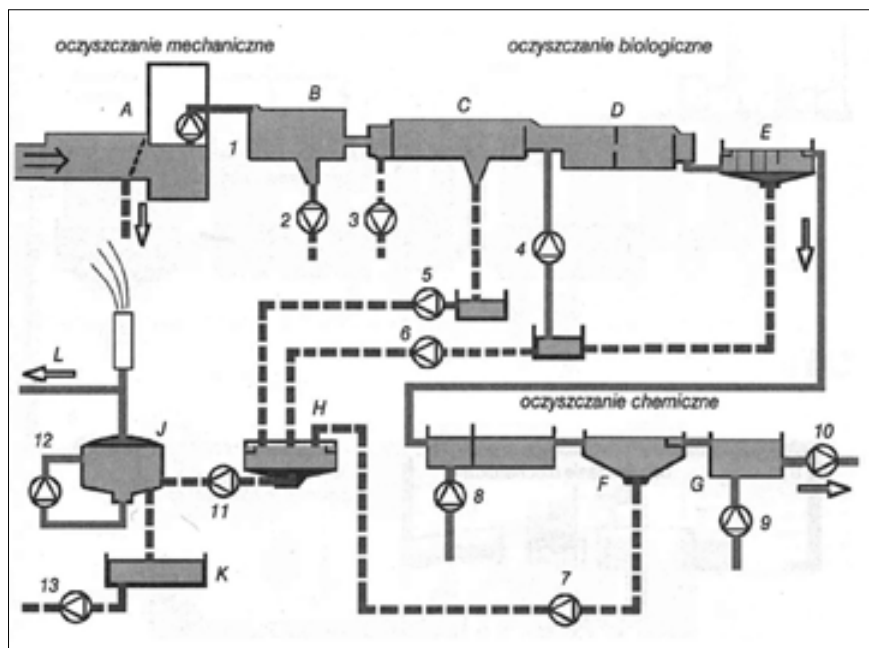 oczyszczanie mechaniczne
oczyszczanie biologiczne
A
B
C
D
E
1
2
3
4
5
6
L
H
oczyszczanie chemiczne
12
J
10
11
8
F
G
9
7
13
K